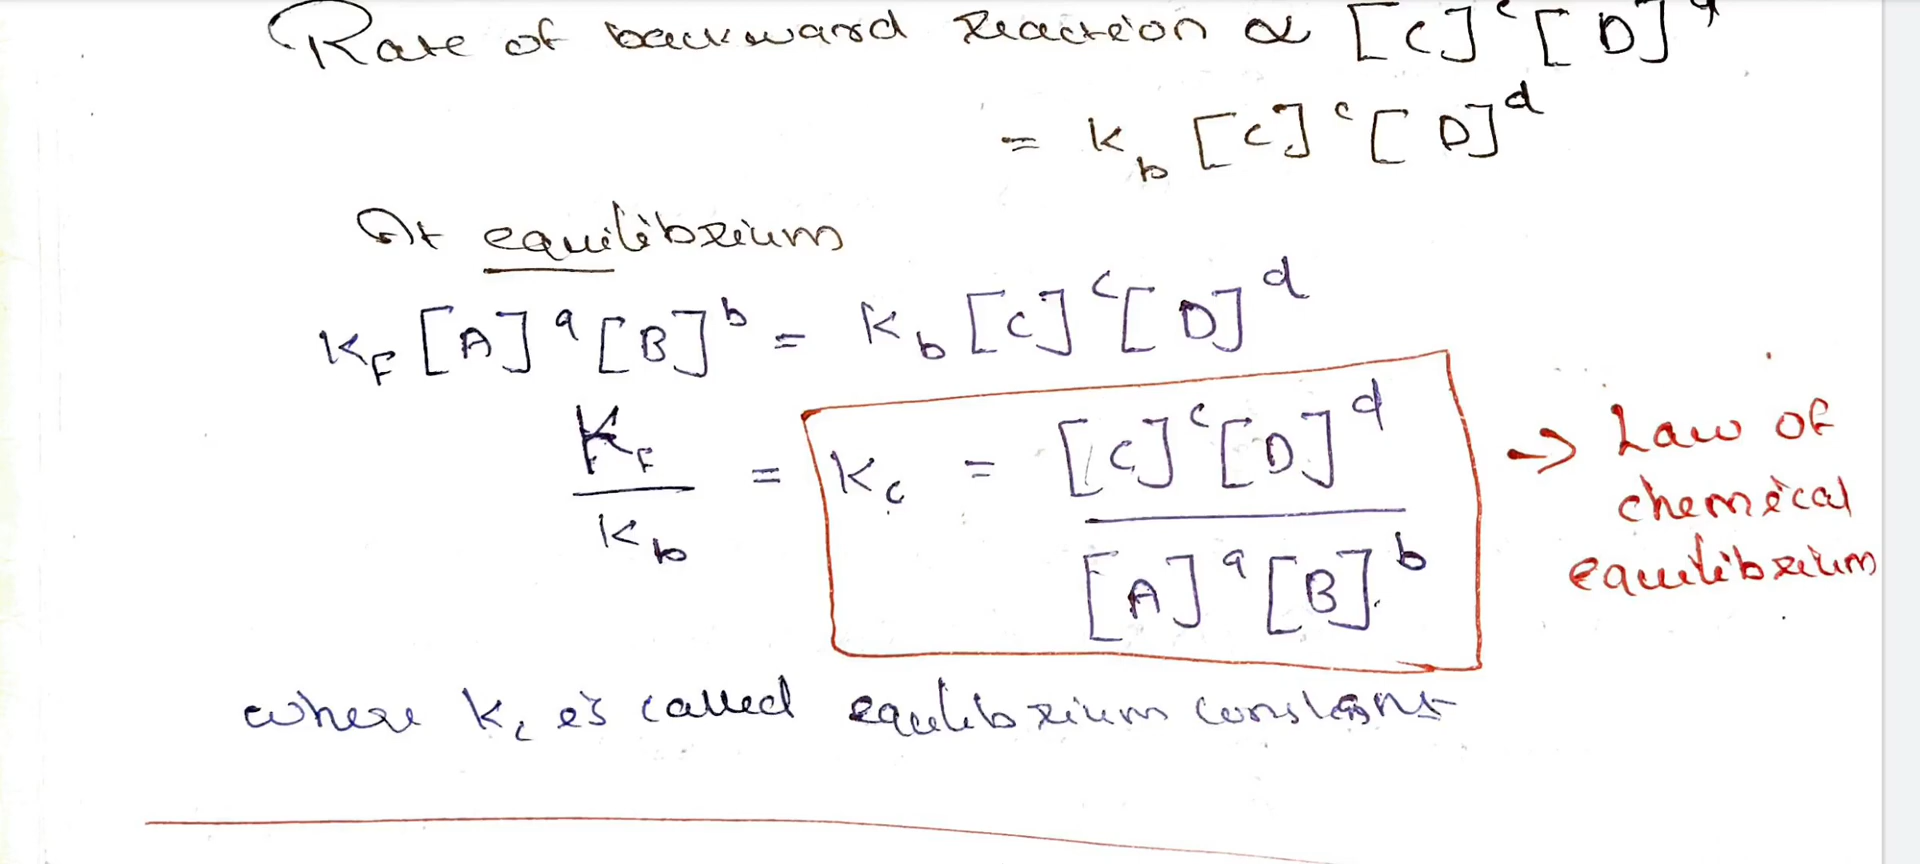 Rate of backward Reaction ∝ [C]^c [D]^d
= k_b [C]^c [D]^d
At equilibrium
k_F [A]^a [B]^b = k_b [C]^c [D]^d
K_F / k_b = k_c = [C]^c [D]^d / [A]^a [B]^b → Law of
chemical
equilibrium
where k_c is called equilibrium constant